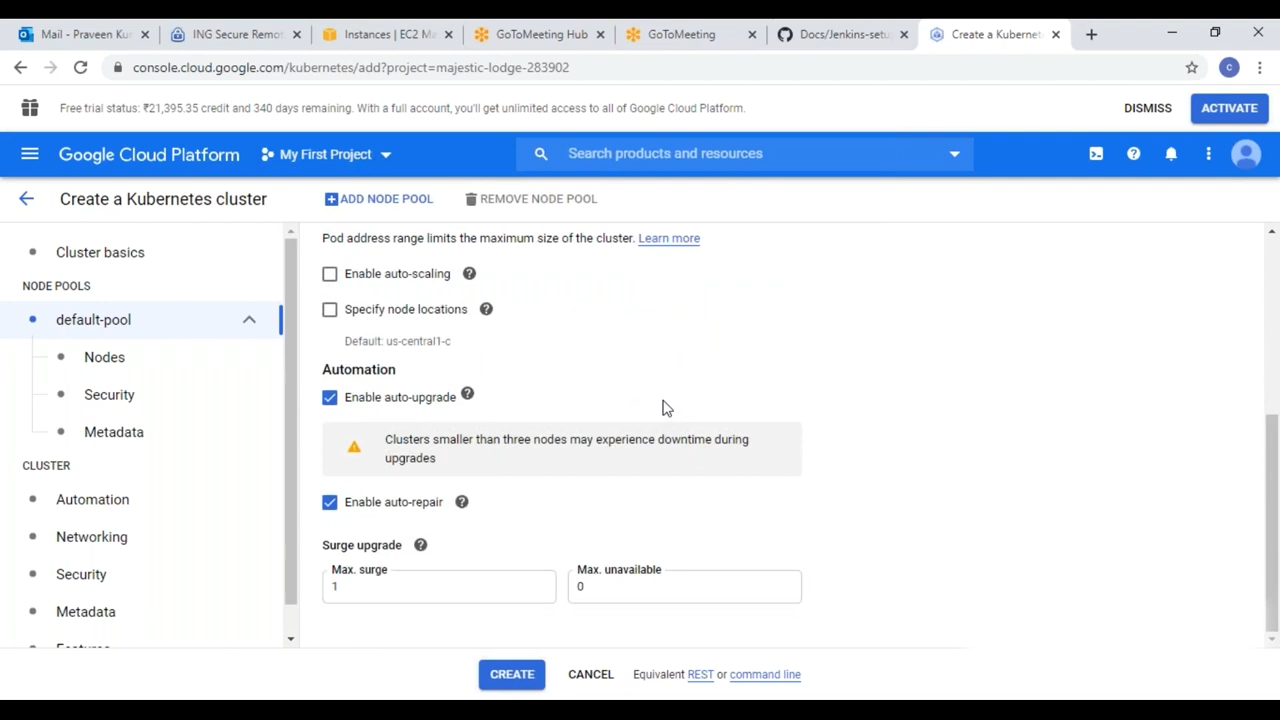 Mail - Praveen Kur
ING Secure Remo
Instances | EC2 Ma
GoToMeeting Hub
GoToMeeting
Docs/Jenkins-setu
Create a Kubernet
console.cloud.google.com/kubernetes/add?project=majestic-lodge-283902
C
Free trial status: ₹21,395.35 credit and 340 days remaining. With a full account, you'll get unlimited access to all of Google Cloud Platform.
DISMISS
ACTIVATE
Google Cloud Platform
My First Project
Search products and resources
Create a Kubernetes cluster
ADD NODE POOL
REMOVE NODE POOL
Cluster basics
NODE POOLS
default-pool
Nodes
Security
Metadata
CLUSTER
Automation
Networking
Security
Metadata
Features
Pod address range limits the maximum size of the cluster. Learn more
Enable auto-scaling
Specify node locations
Default: us-central1-c
Automation
Enable auto-upgrade
Clusters smaller than three nodes may experience downtime during
upgrades
Enable auto-repair
Surge upgrade
Max. surge
1
Max. unavailable
0
CREATE
CANCEL
Equivalent REST or command line